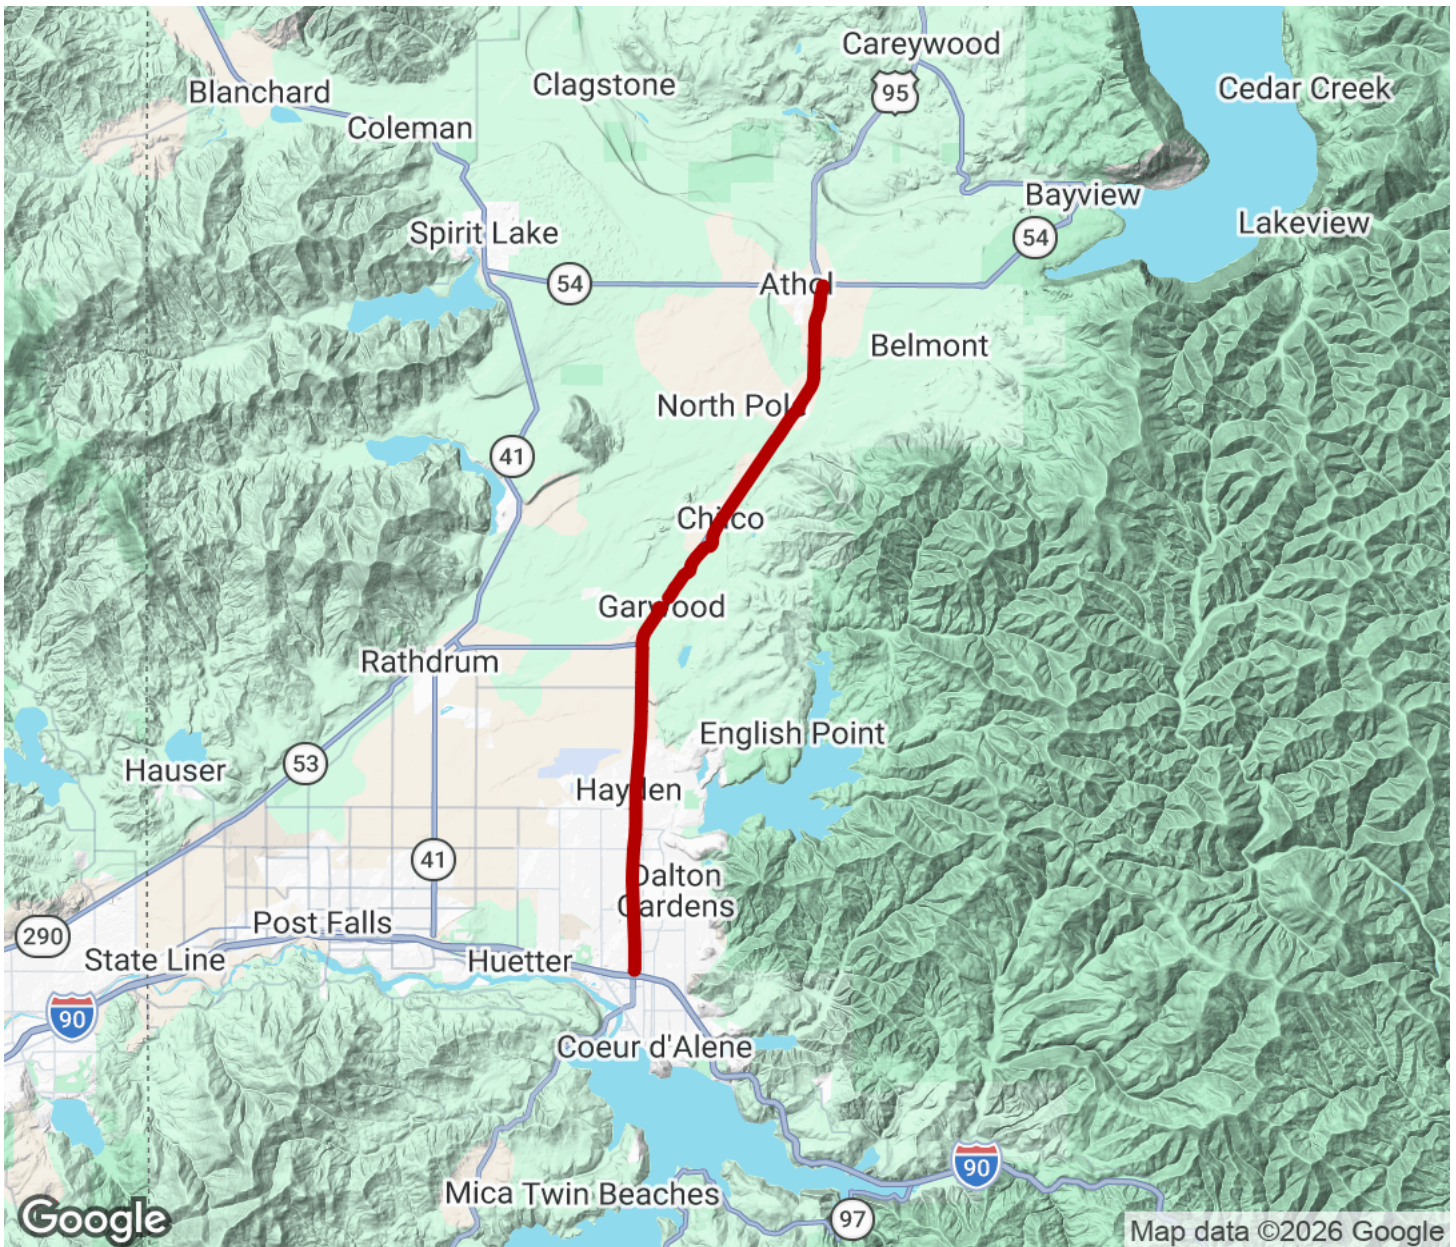 Careywood
Clagstone
Cedar Creek
Blanchard
95
Coleman
Bayview
Lakeview
Spirit Lake
54
54
Athol
Belmont
North Pole
41
Chilco
Garwood
Rathdrum
English Point
53
Hauser
Hayden
41
Dalton
Gardens
Post Falls
290
State Line
Huetter
90
Coeur d'Alene
90
Mica
Twin Beaches
97
Google
Map data ©2026 Google